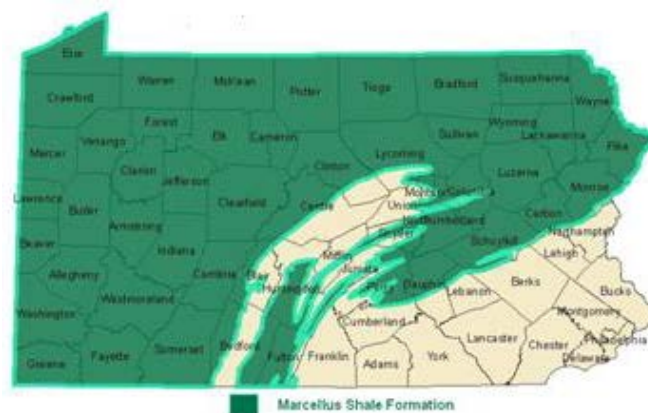 Erie
Warren McKean Potter Tioga Bradford Susquehanna
Crawford Wayne
Forest Wyoming
Mercer Venango Elk Cameron Sullivan Lackawanna
Clinton Lycoming Pike
Clarion Luzerne
Lawrence Jefferson Clearfield Centre Union Monroe
Butler Carbon
Armstrong Northumberland
Beaver Snyder Northampton
Indiana Mifflin Schuylkill Lehigh
Allegheny Cambria Blair Juniata
Huntingdon Perry Dauphin Berks Bucks
Westmoreland Lebanon
Washington Cumberland Montgomery
Somerset Bedford Lancaster Philadelphia
Greene Fayette Fulton Franklin Adams York Chester Delaware
Marcellus Shale Formation